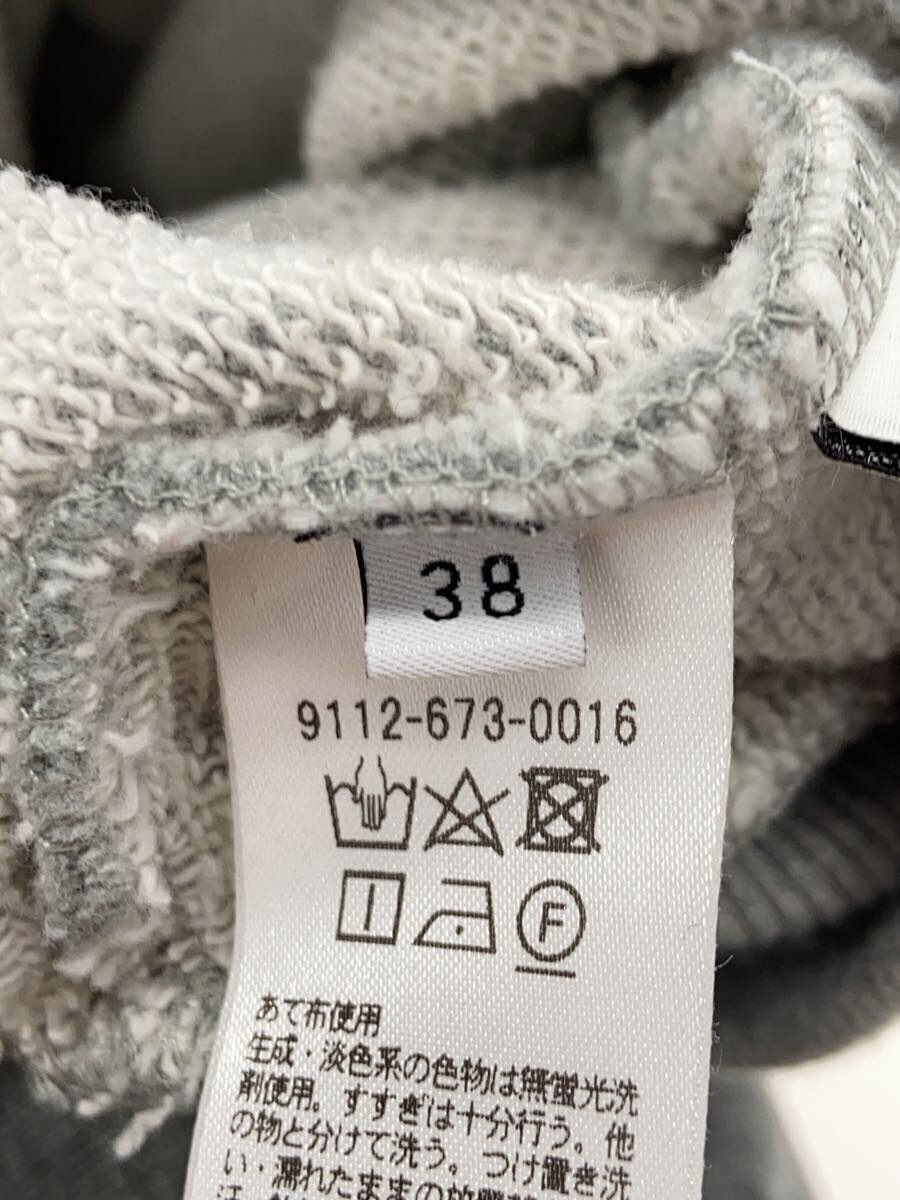 38
9112-673-0016
F
あて布使用
生成・淡色系の色物は無蛍光洗
剤使用。すすぎは十分行う。他
の物と分けて洗う。つけ置き洗
い・濡れたままの放置